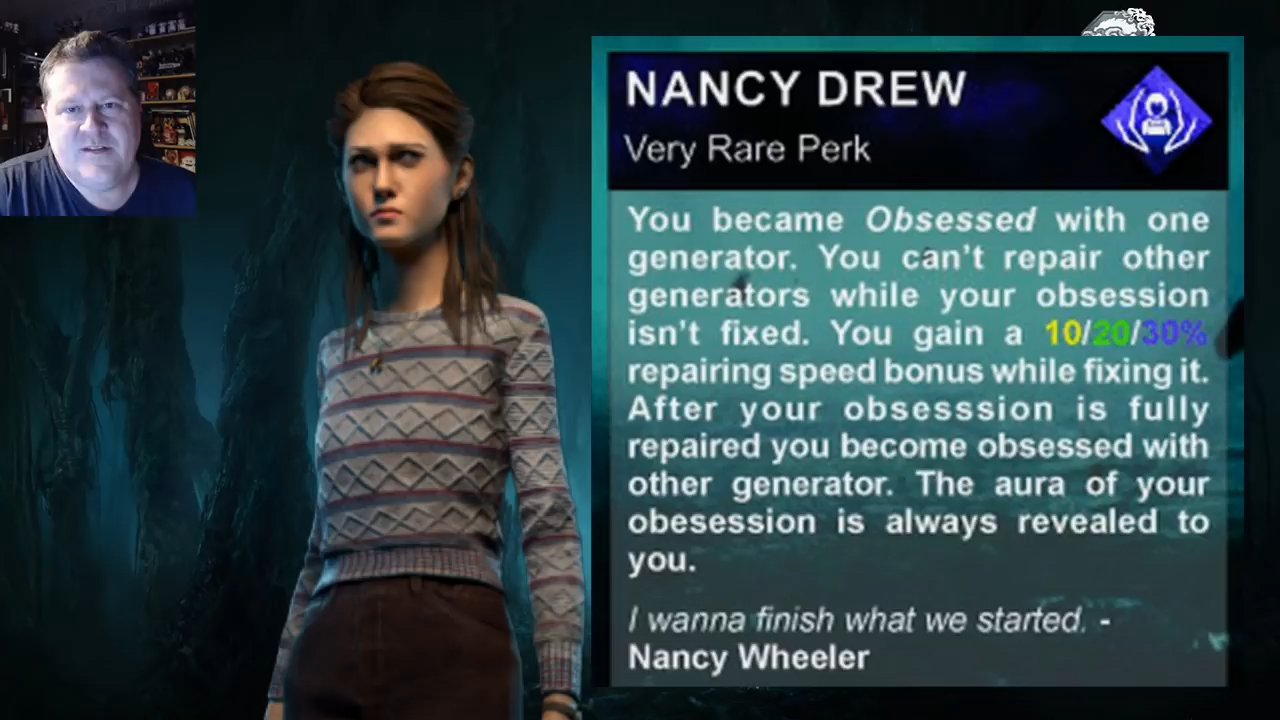 NANCY DREW
Very Rare Perk
You became Obsessed with one
generator. You can't repair other
generators while your obsession
isn't fixed. You gain a 10/20/30%
repairing speed bonus while fixing it.
After your obsesssion is fully
repaired you become obsessed with
other generator. The aura of your
obesession is always revealed to
you.
I wanna finish what we started. -
Nancy Wheeler